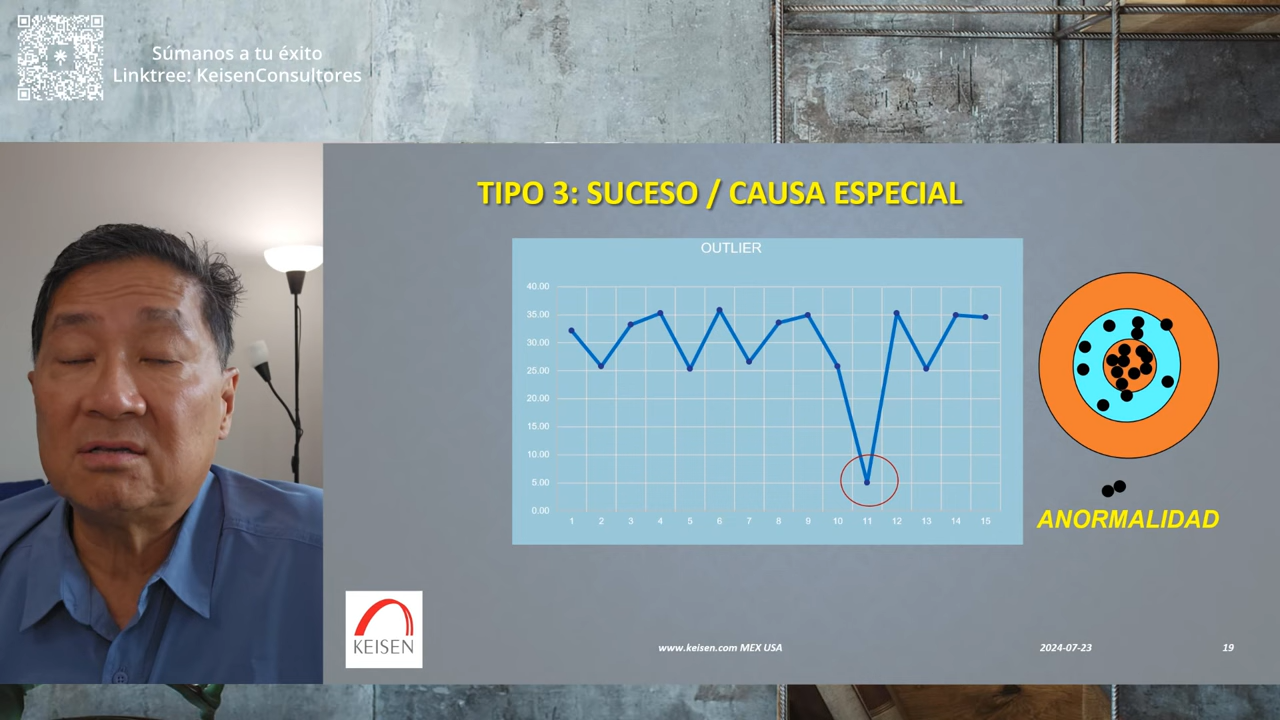 Súmanos a tu éxito
Linktree: KeisenConsultores
TIPO 3: SUCESO / CAUSA ESPECIAL
OUTLIER
40.00
35.00
30.00
25.00
20.00
15.00
10.00
5.00
0.00
1 2 3 4 5 6 7 8 9 10 11 12 13 14 15
ANORMALIDAD
KEISEN
www.keisen.com MEX USA
2024-07-23
19